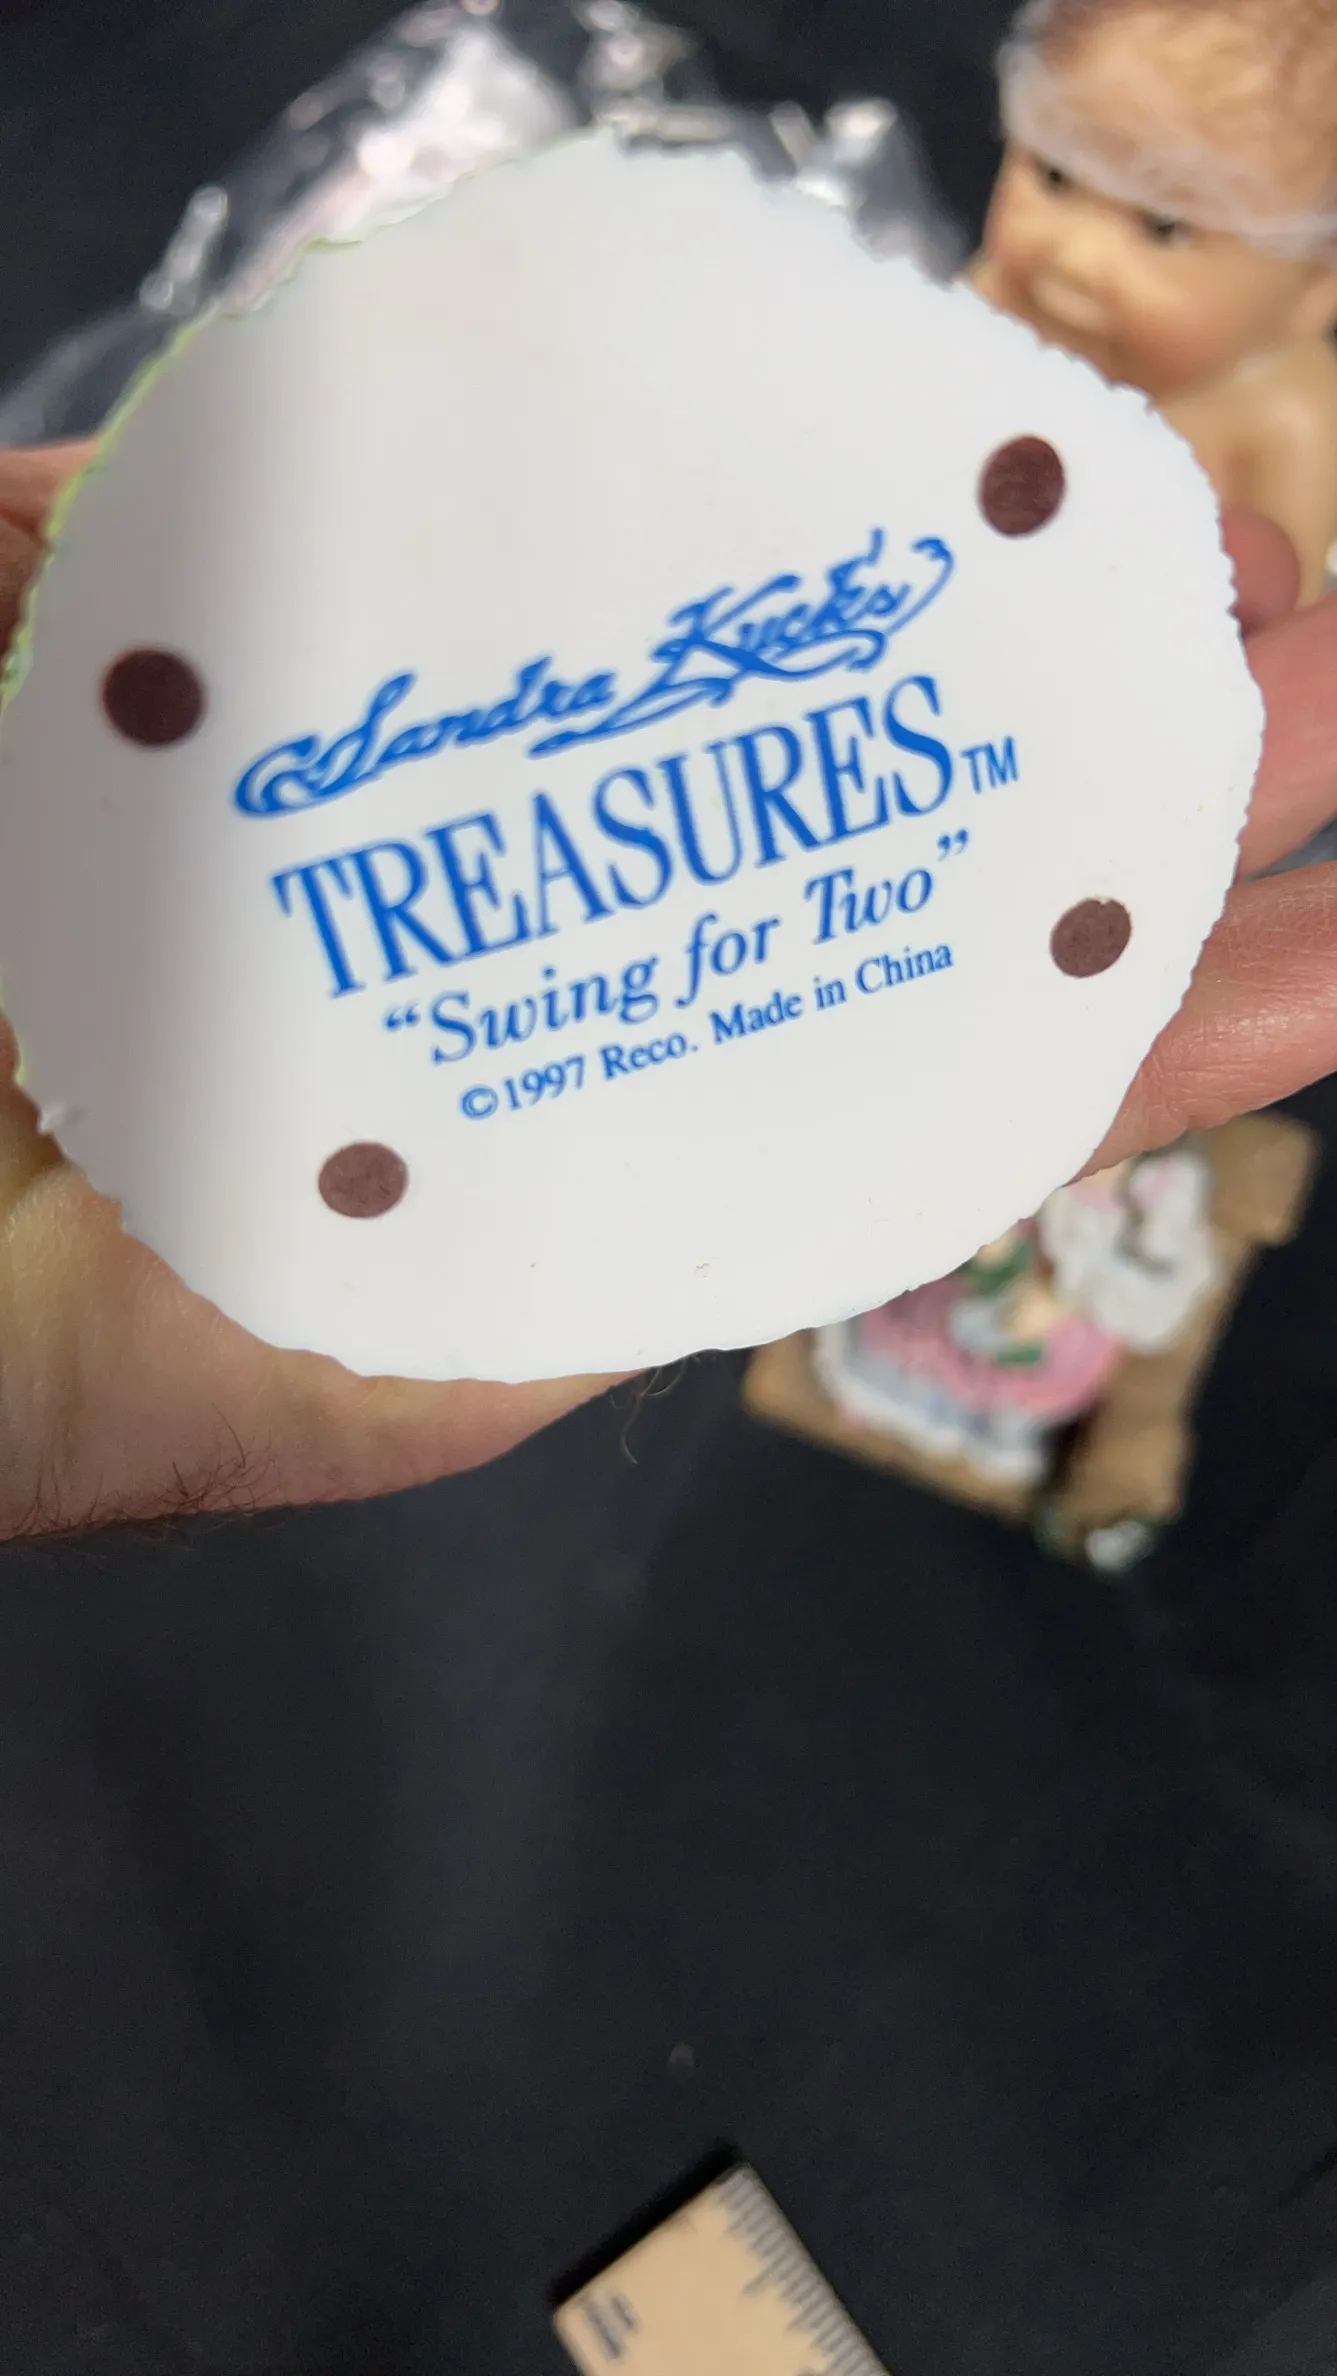 Sandra Kuck's
TREASURES™
“Swing for Two”
©1997 Reco. Made in China